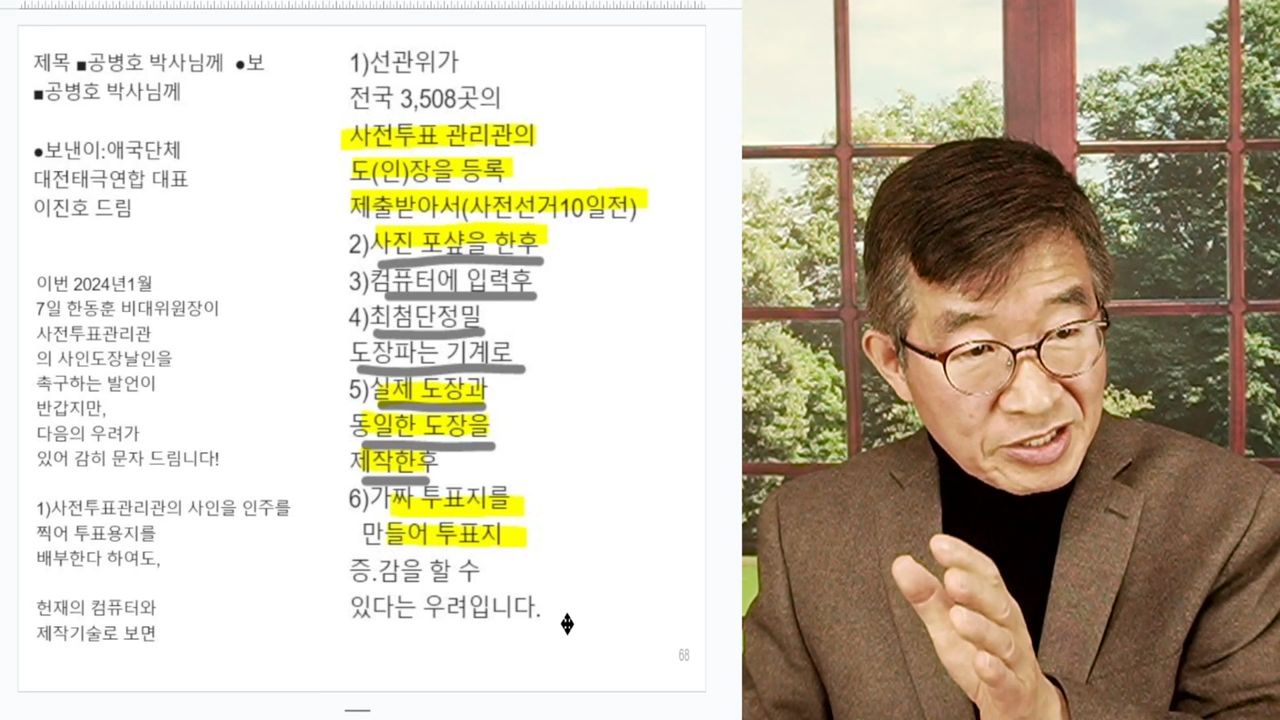 제목 ■공병호 박사님께 ●보
■공병호 박사님께
●보낸이:애국단체
대전태극연합 대표
이진호 드림
이번 2024년1월
7일 한동훈 비대위원장이
사전투표관리관
의 사인도장날인을
촉구하는 발언이
반갑지만,
다음의 우려가
있어 감히 문자 드림니다!
1)사전투표관리관의 사인을 인주를
찍어 투표용지를
배부한다 하여도,
현재의 컴퓨터와
제작기술로 보면
1)선관위가
전국 3,508곳의
사전투표 관리관의
도(인)장을 등록
제출받아서(사전선거10일전)
2)사진 포샾을 한후
3)컴퓨터에 입력후
4)최첨단정밀
도장파는 기계로
5)실제 도장과
동일한 도장을
제작한후
6)가짜 투표지를
만들어 투표지
증.감을 할 수
있다는 우려입니다.
68